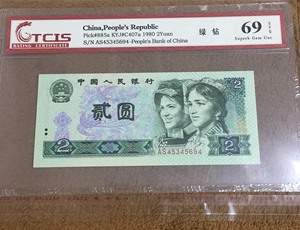 TCIS
China,People's Republic
Pick#885a KYJ#C407a 1980 2Yuan
S/N AS45345694-People's Bank of China
绿钻
69 EPQ
Superb Gem Unc
中国人民银行
贰圆
2
2
AS45345694